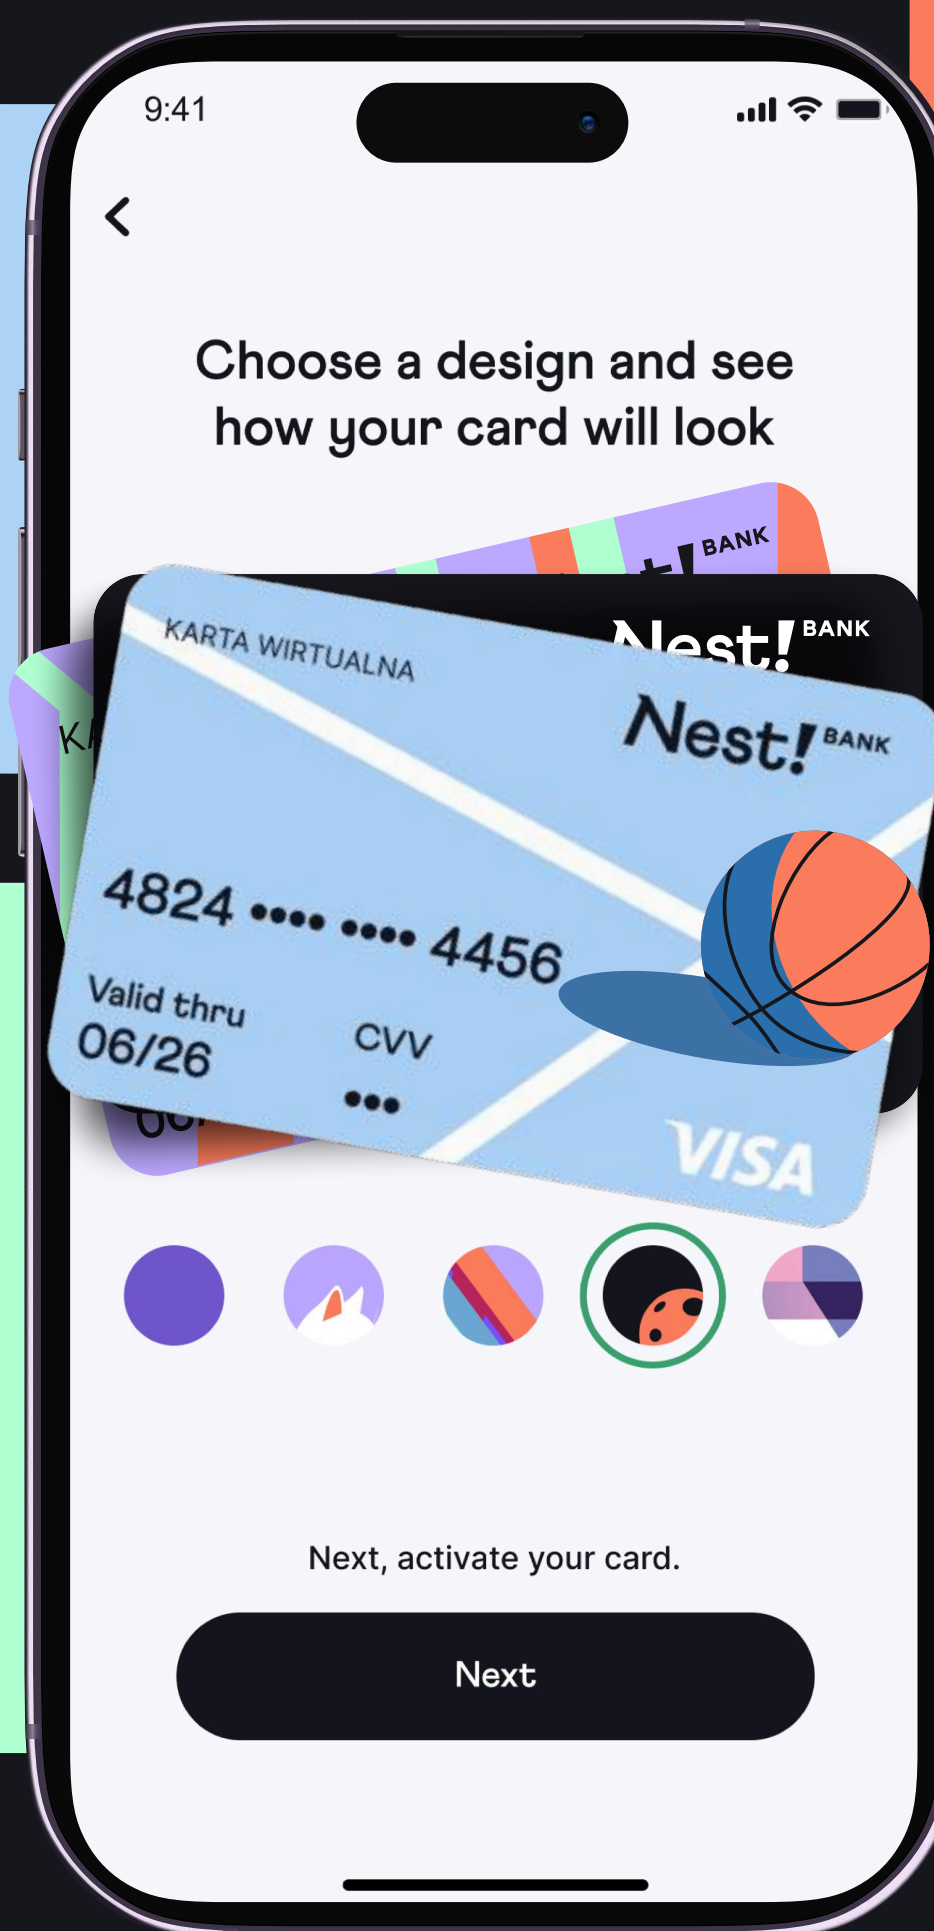 9:41
Choose a design and see
how your card will look
BANK
Nest! BANK
KARTA WIRTUALNA
Nest! BANK
4824 •••• •••• 4456
Valid thru
06/26
CVV
•••
VISA
Next, activate your card.
Next